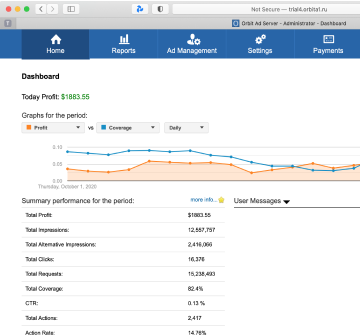 Not Secure — trial4.orbita1.ru
Orbit Ad Server - Administrator - Dashboard
Home
Reports
Ad Management
Settings
Payments
Dashboard
Today Profit: $1883.55
Graphs for the period:
Profit vs Coverage Daily
0.10
0.05
0.00
Thursday, October 1, 2020
Summary performance for the period: more info...
User Messages
Total Profit: $1883.55
Total Impressions: 12,557,757
Total Alternative Impressions: 2,416,066
Total Clicks: 16,376
Total Requests: 15,238,493
Total Coverage: 82.4%
CTR: 0.13 %
Total Actions: 2,417
Action Rate: 14.76%